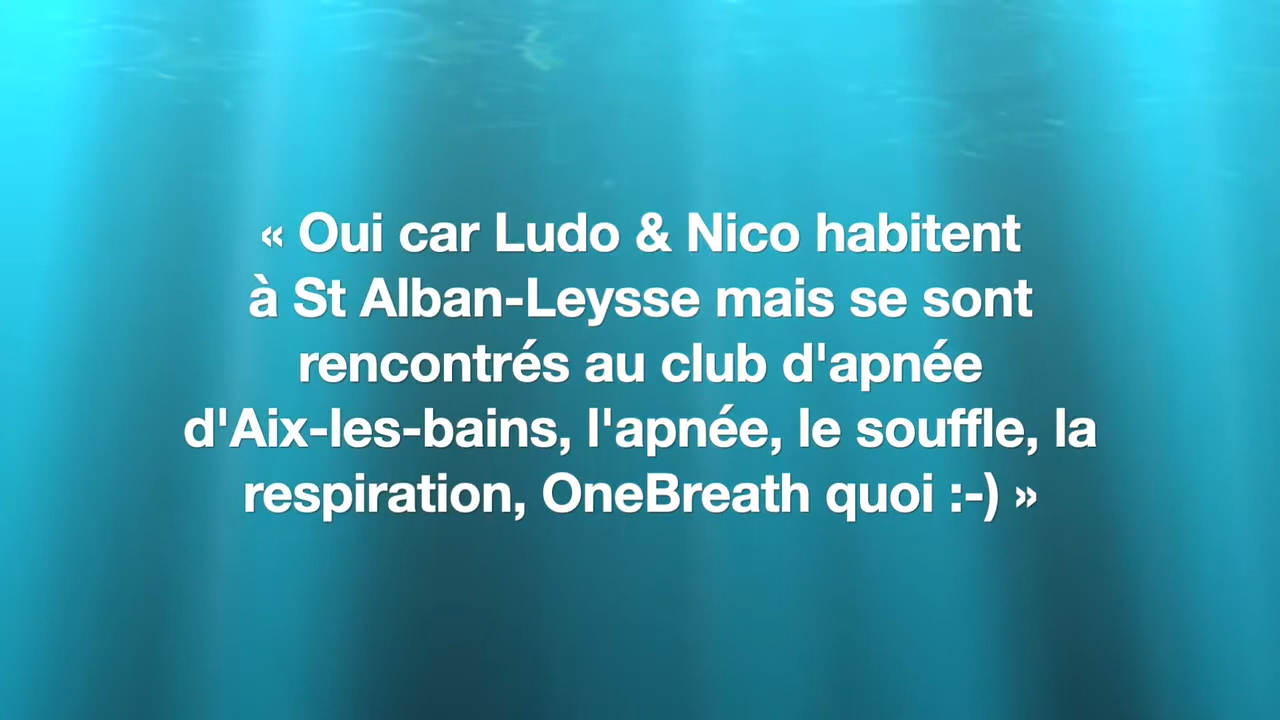 « Oui car Ludo & Nico habitent
à St Alban-Leysse mais se sont
rencontrés au club d'apnée
d'Aix-les-bains, l'apnée, le souffle, la
respiration, OneBreath quoi :-) »